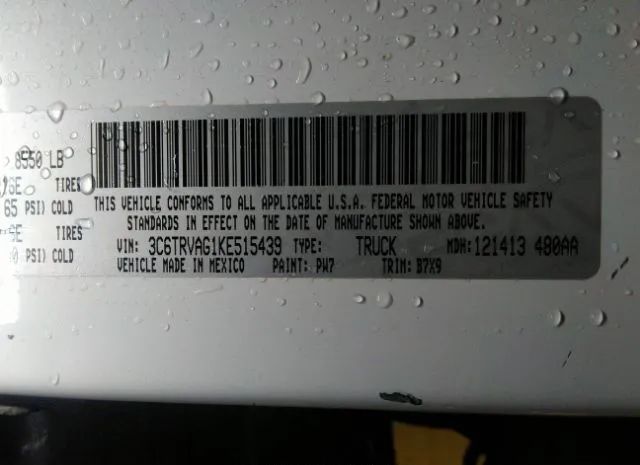 8550 LB
TIRES
65 PSI) COLD
TIRES
PSI) COLD
THIS VEHICLE CONFORMS TO ALL APPLICABLE U.S.A. FEDERAL MOTOR VEHICLE SAFETY
STANDARDS IN EFFECT ON THE DATE OF MANUFACTURE SHOWN ABOVE.
VIN: 3C6TRVAG1KE515439 TYPE: TRUCK MDH: 121413 480AA
VEHICLE MADE IN MEXICO PAINT: PW7 TRIM: B7X9